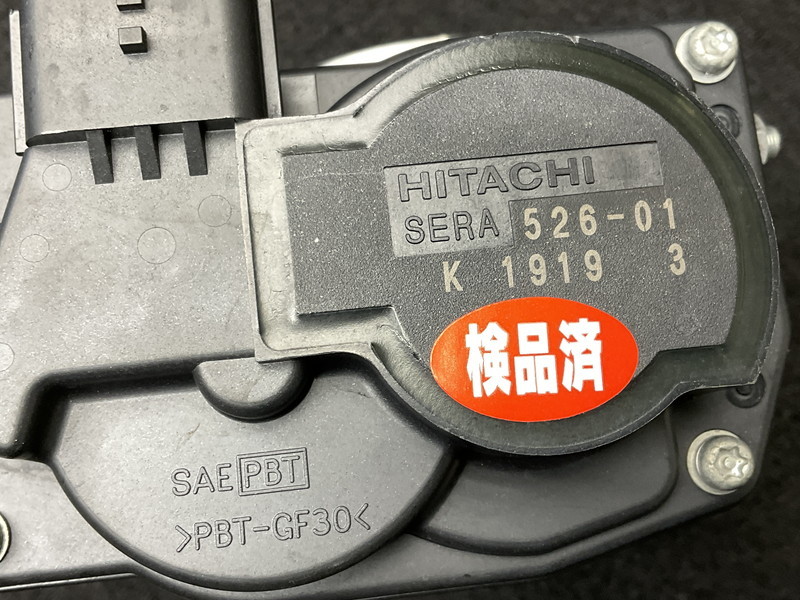 HITACHI
SERA 526-01
K 1919 3
検品済
SAE PBT
>PBT-GF30<